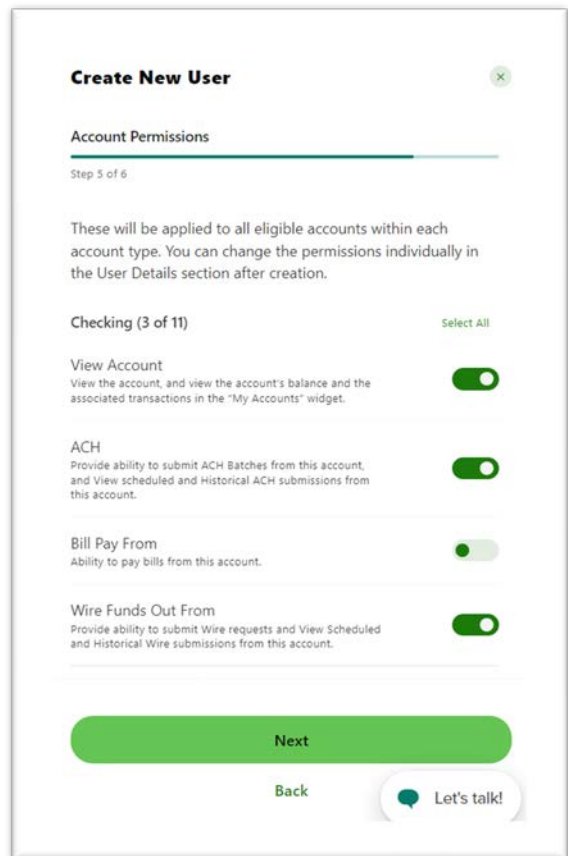 Create New User
Account Permissions
Step 5 of 6
These will be applied to all eligible accounts within each
account type. You can change the permissions individually in
the User Details section after creation.
Checking (3 of 11)
Select All
View Account
View the account, and view the account's balance and the
associated transactions in the "My Accounts" widget.
ACH
Provide ability to submit ACH Batches from this account,
and View scheduled and Historical ACH submissions from
this account.
Bill Pay From
Ability to pay bills from this account.
Wire Funds Out From
Provide ability to submit Wire requests and View Scheduled
and Historical Wire submissions from this account.
Next
Back
Let's talk!